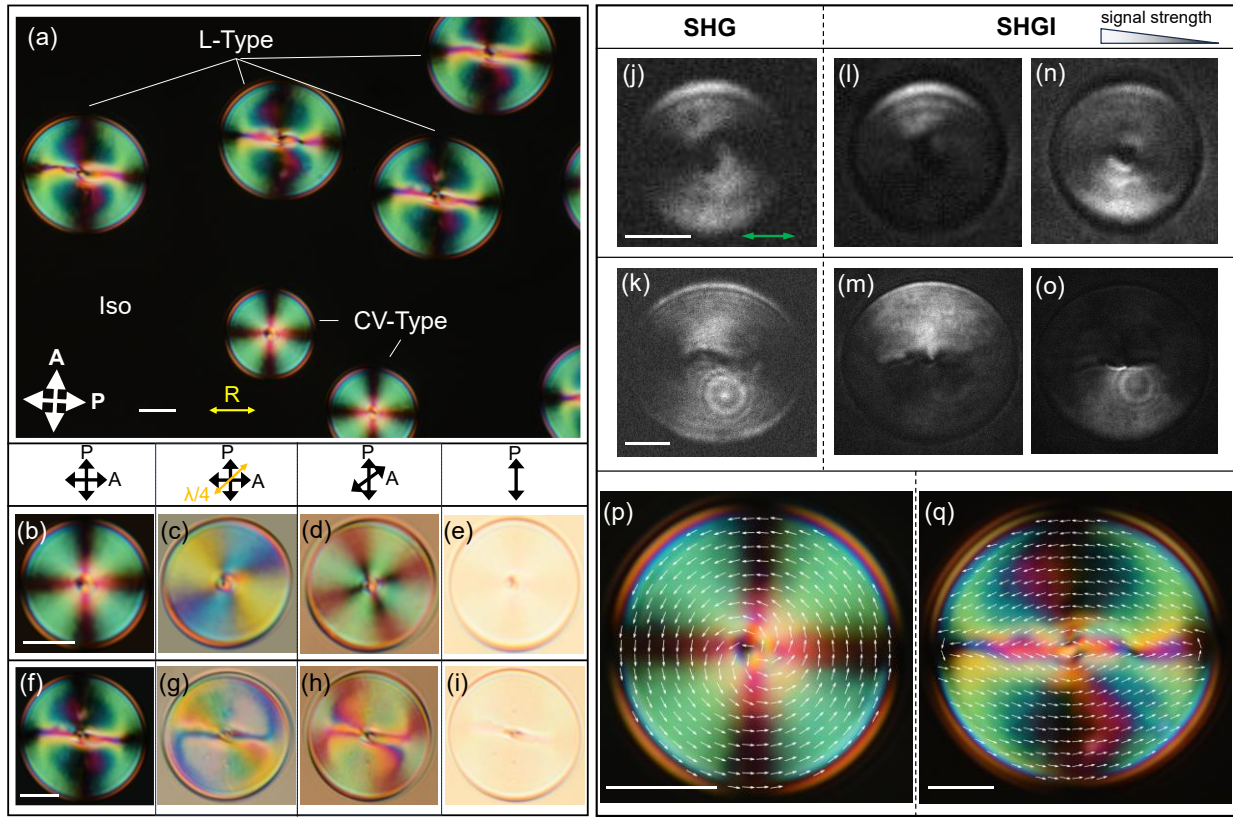 (a)
L-Type
Iso
CV-Type
A
P
R
P
A
P
λ/4
A
P
A
P
(b)
(c)
(d)
(e)
(f)
(g)
(h)
(i)
SHG
SHGI
signal strength
(j)
(l)
(n)
(k)
(m)
(o)
(p)
(q)